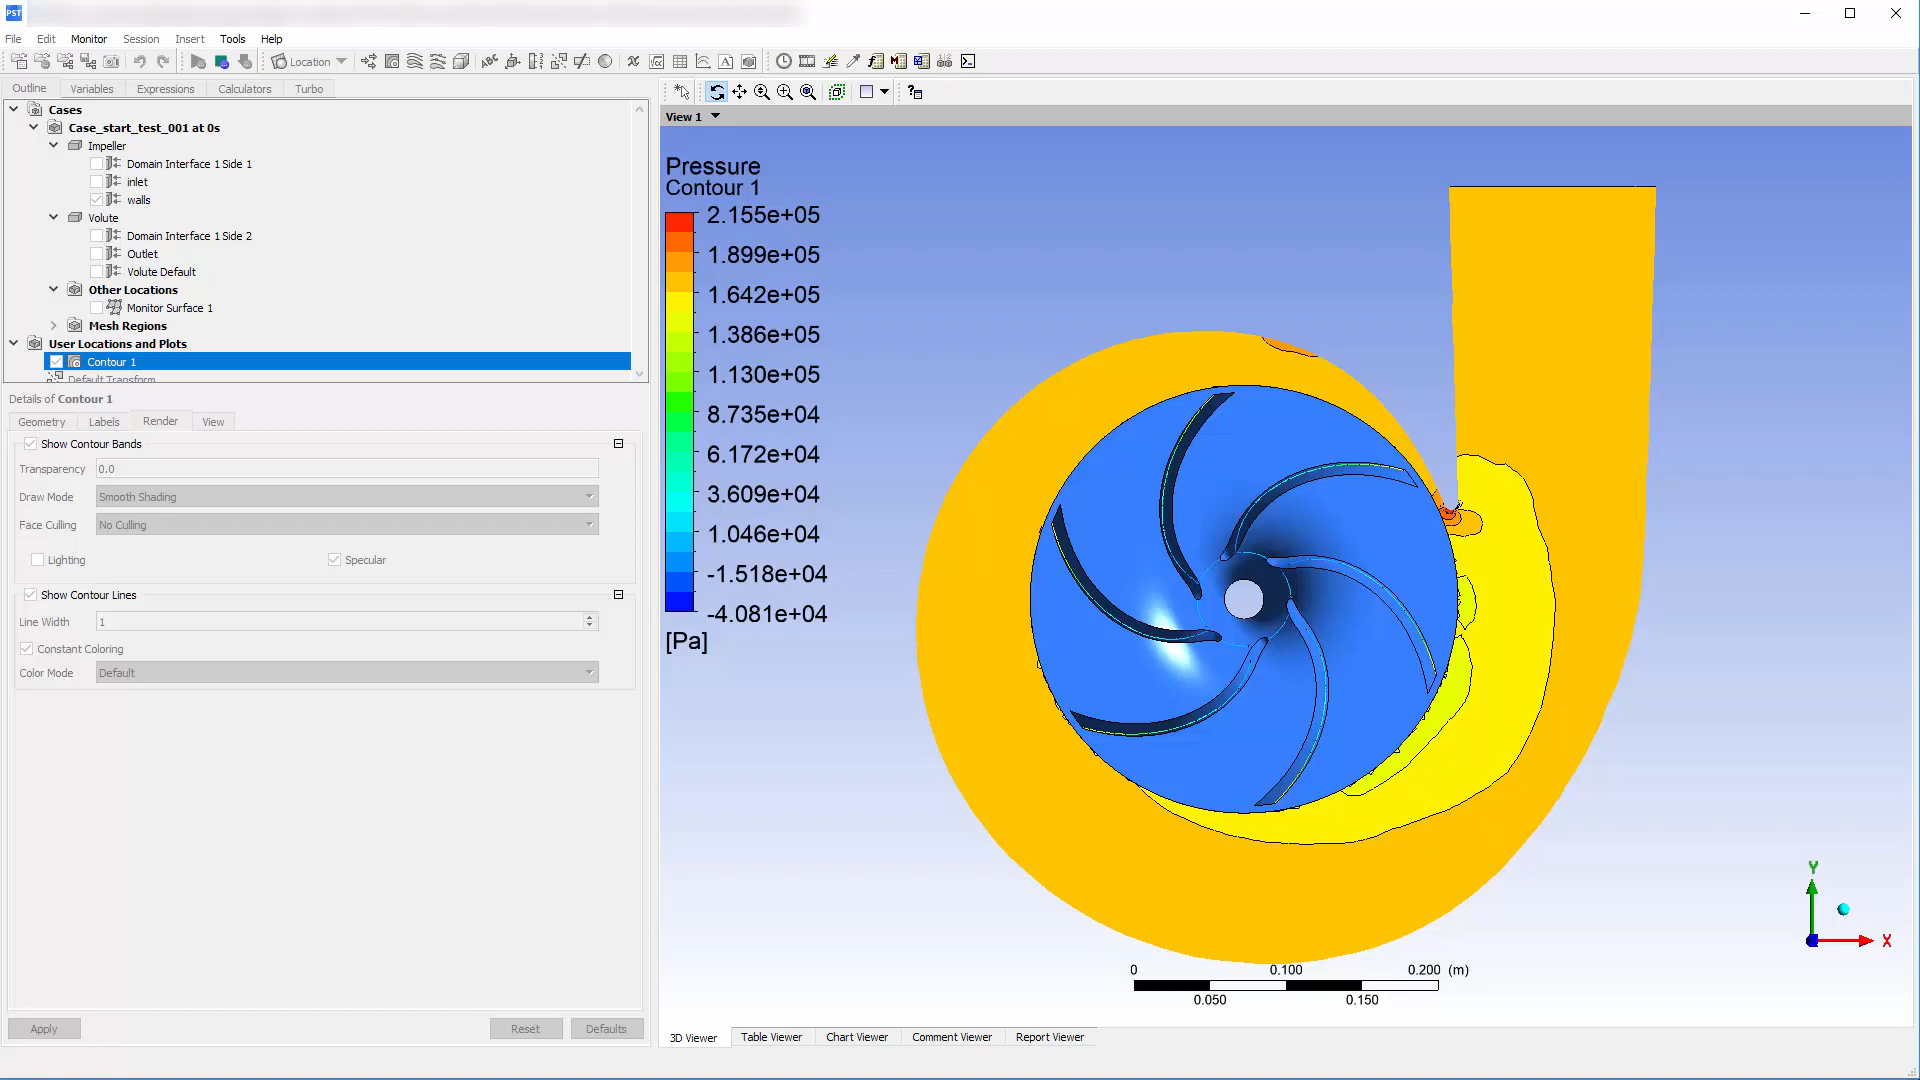 PST
File Edit Monitor Session Insert Tools Help
Location
Outline Variables Expressions Calculators Turbo
Cases
Case_start_test_001 at 0s
Impeller
Domain Interface 1 Side 1
inlet
walls
Volute
Domain Interface 1 Side 2
Outlet
Volute Default
Other Locations
Monitor Surface 1
Mesh Regions
User Locations and Plots
Contour 1
Default Transform
Details of Contour 1
Geometry Labels Render View
Show Contour Bands
Transparency 0.0
Draw Mode Smooth Shading
Face Culling No Culling
Lighting Specular
Show Contour Lines
Line Width 1
Constant Coloring
Color Mode Default
Apply Reset Defaults
View 1
Pressure
Contour 1
2.155e+05
1.899e+05
1.642e+05
1.386e+05
1.130e+05
8.735e+04
6.172e+04
3.609e+04
1.046e+04
-1.518e+04
-4.081e+04
[Pa]
Y
X
0 0.100 0.200 (m)
0.050 0.150
3D Viewer Table Viewer Chart Viewer Comment Viewer Report Viewer